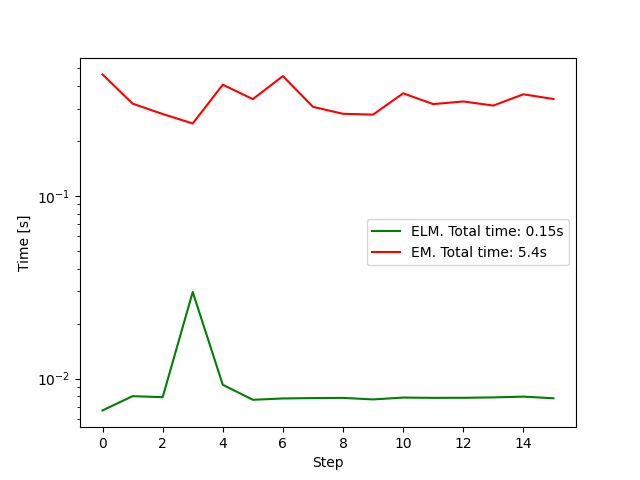 Time [s]
10⁻¹
10⁻²
ELM. Total time: 0.15s
EM. Total time: 5.4s
0 2 4 6 8 10 12 14
Step